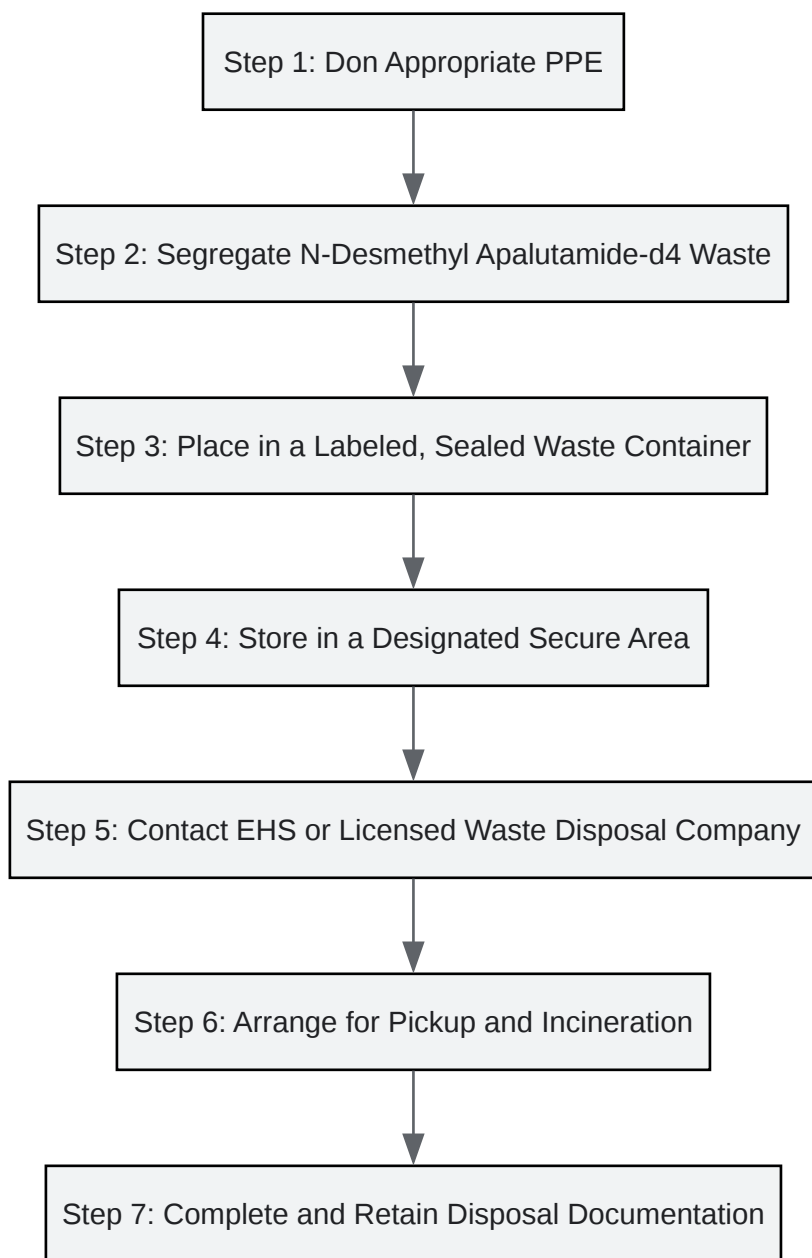 Step 1: Don Appropriate PPE
Step 2: Segregate N-Desmethyl Apalutamide-d4 Waste
Step 3: Place in a Labeled, Sealed Waste Container
Step 4: Store in a Designated Secure Area
Step 5: Contact EHS or Licensed Waste Disposal Company
Step 6: Arrange for Pickup and Incineration
Step 7: Complete and Retain Disposal Documentation